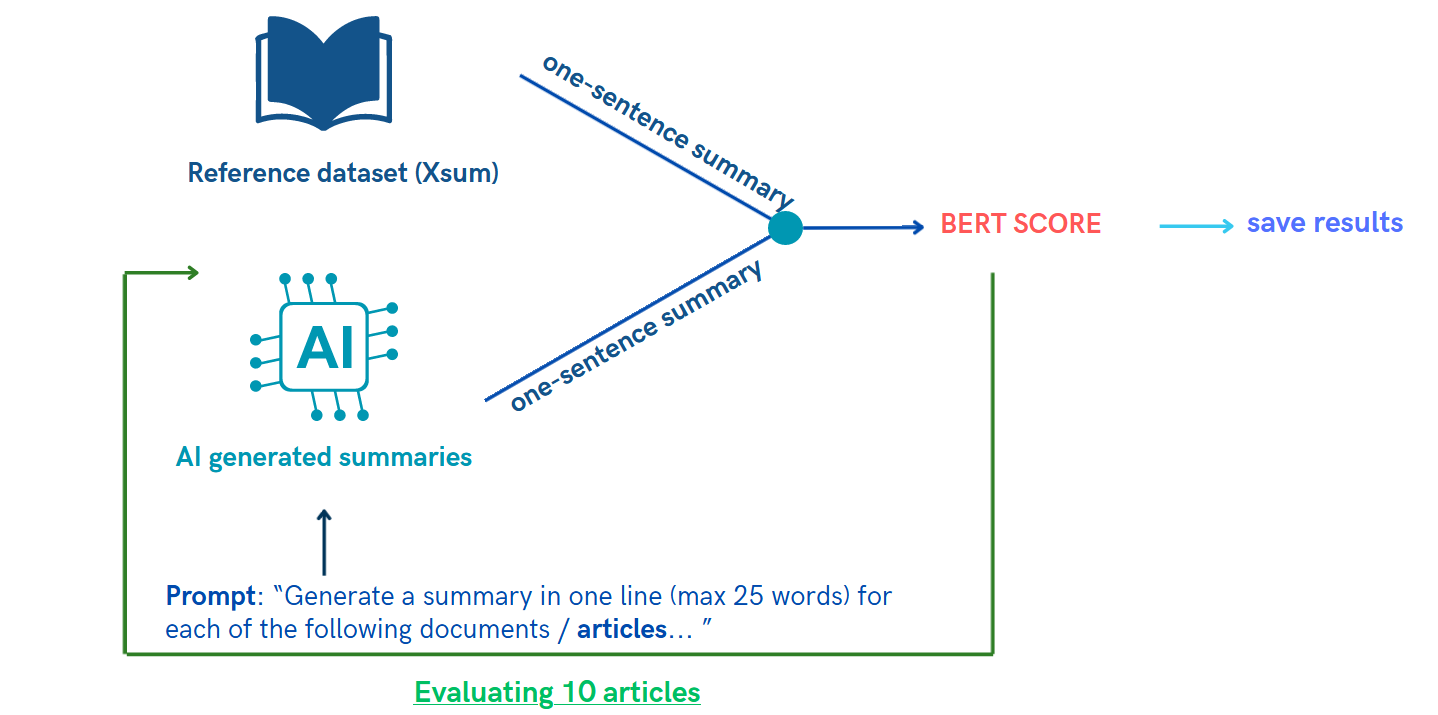 one-sentence summary
Reference dataset (Xsum)
BERT SCORE
save results
one-sentence summary
AI
AI generated summaries
Prompt: “Generate a summary in one line (max 25 words) for
each of the following documents / articles... ”
Evaluating 10 articles